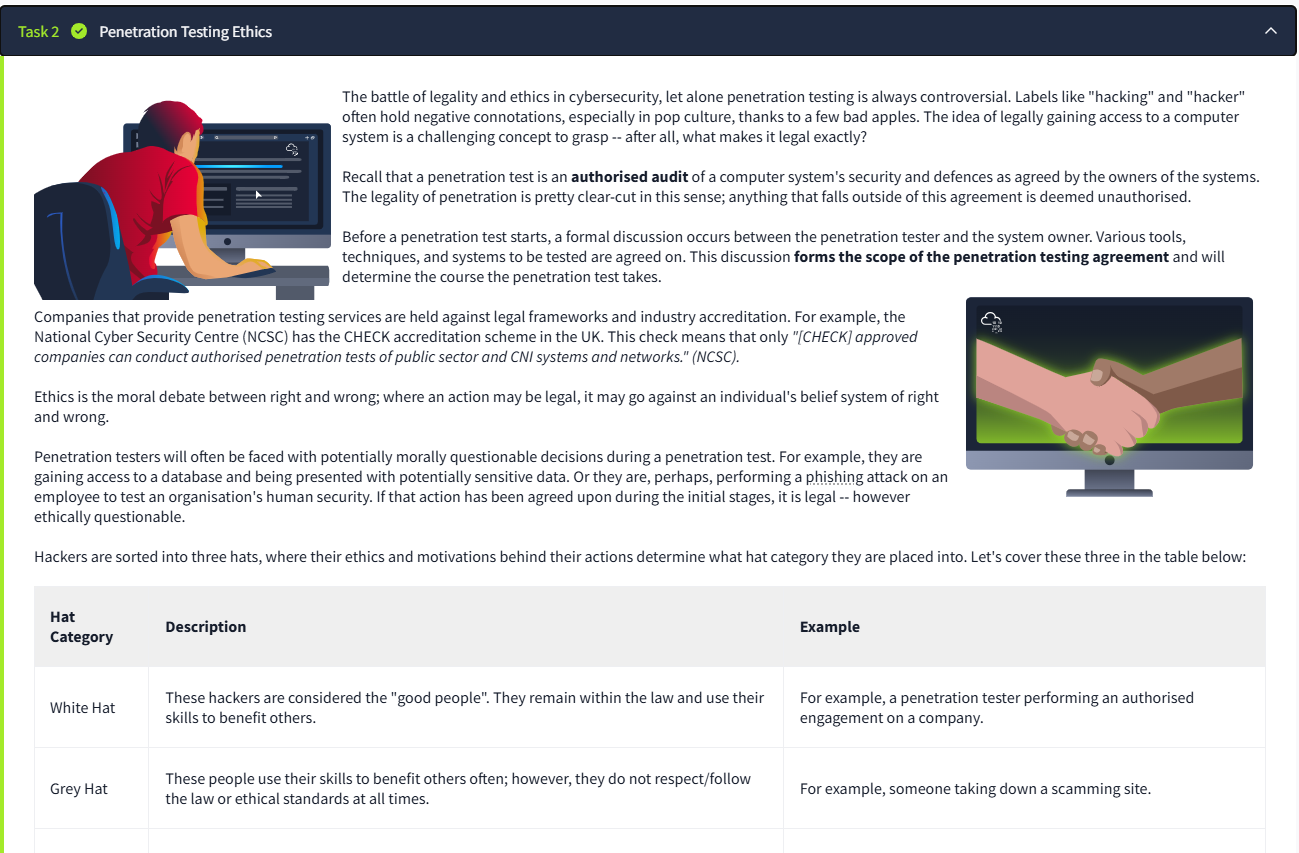 Task 2 Penetration Testing Ethics
The battle of legality and ethics in cybersecurity, let alone penetration testing is always controversial. Labels like "hacking" and "hacker"
often hold negative connotations, especially in pop culture, thanks to a few bad apples. The idea of legally gaining access to a computer
system is a challenging concept to grasp -- after all, what makes it legal exactly?
Recall that a penetration test is an authorised audit of a computer system's security and defences as agreed by the owners of the systems.
The legality of penetration is pretty clear-cut in this sense; anything that falls outside of this agreement is deemed unauthorised.
Before a penetration test starts, a formal discussion occurs between the penetration tester and the system owner. Various tools,
techniques, and systems to be tested are agreed on. This discussion forms the scope of the penetration testing agreement and will
determine the course the penetration test takes.
Companies that provide penetration testing services are held against legal frameworks and industry accreditation. For example, the
National Cyber Security Centre (NCSC) has the CHECK accreditation scheme in the UK. This check means that only "[CHECK] approved
companies can conduct authorised penetration tests of public sector and CNI systems and networks." (NCSC).
Ethics is the moral debate between right and wrong; where an action may be legal, it may go against an individual's belief system of right
and wrong.
Penetration testers will often be faced with potentially morally questionable decisions during a penetration test. For example, they are
gaining access to a database and being presented with potentially sensitive data. Or they are, perhaps, performing a phishing attack on an
employee to test an organisation's human security. If that action has been agreed upon during the initial stages, it is legal -- however
ethically questionable.
Hackers are sorted into three hats, where their ethics and motivations behind their actions determine what hat category they are placed into. Let's cover these three in the table below:
Hat
Category
Description
Example
White Hat
These hackers are considered the "good people". They remain within the law and use their
skills to benefit others.
For example, a penetration tester performing an authorised
engagement on a company.
Grey Hat
These people use their skills to benefit others often; however, they do not respect/follow
the law or ethical standards at all times.
For example, someone taking down a scamming site.